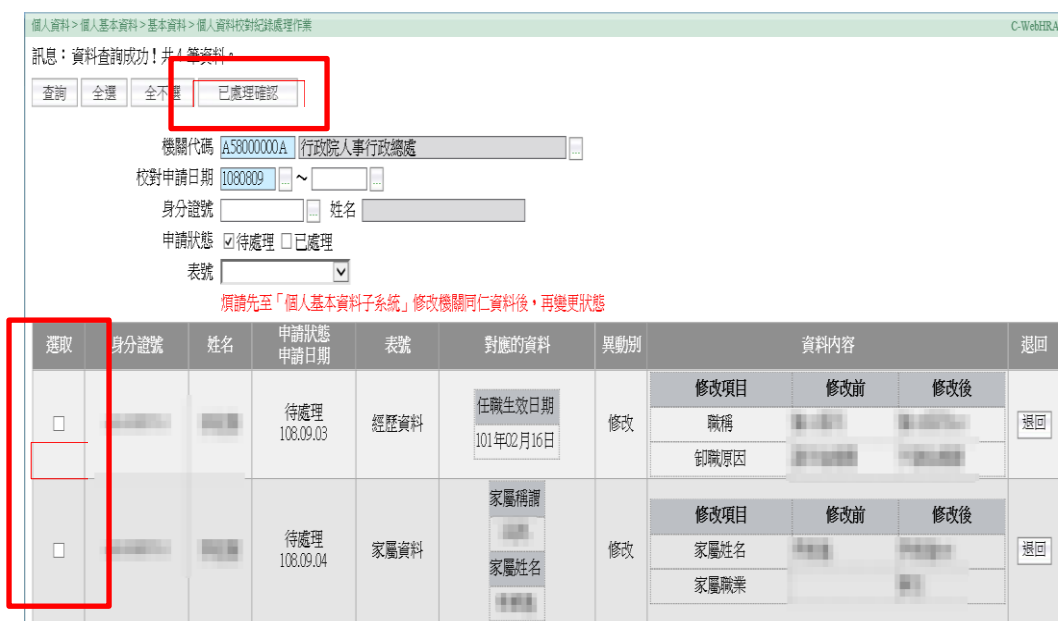 個人資料>個人基本資料>基本資料>個人資料校對紀錄處理作業 C-WebHRA
訊息：資料查詢成功！共4筆資料。
查詢 全選 全不選 已處理確認
機關代碼 A58000000A 行政院人事行政總處 ...
校對申請日期 1080809 ... ~ ...
身分證號 ... 姓名
申請狀態 ☑待處理 □已處理
表號
煩請先至「個人基本資料子系統」修改機關同仁資料後，再變更狀態
選取 身分證號 姓名 申請狀態 表號 對應的資料 異動別 資料內容 退回
申請日期
修改項目 修改前 修改後
任職生效日期
待處理 經歷資料 修改 職稱 退回
108.09.03
101年02月16日
卸職原因
家屬稱謂
修改項目 修改前 修改後
待處理 家屬資料 修改 家屬姓名 退回
108.09.04
家屬姓名
家屬職業